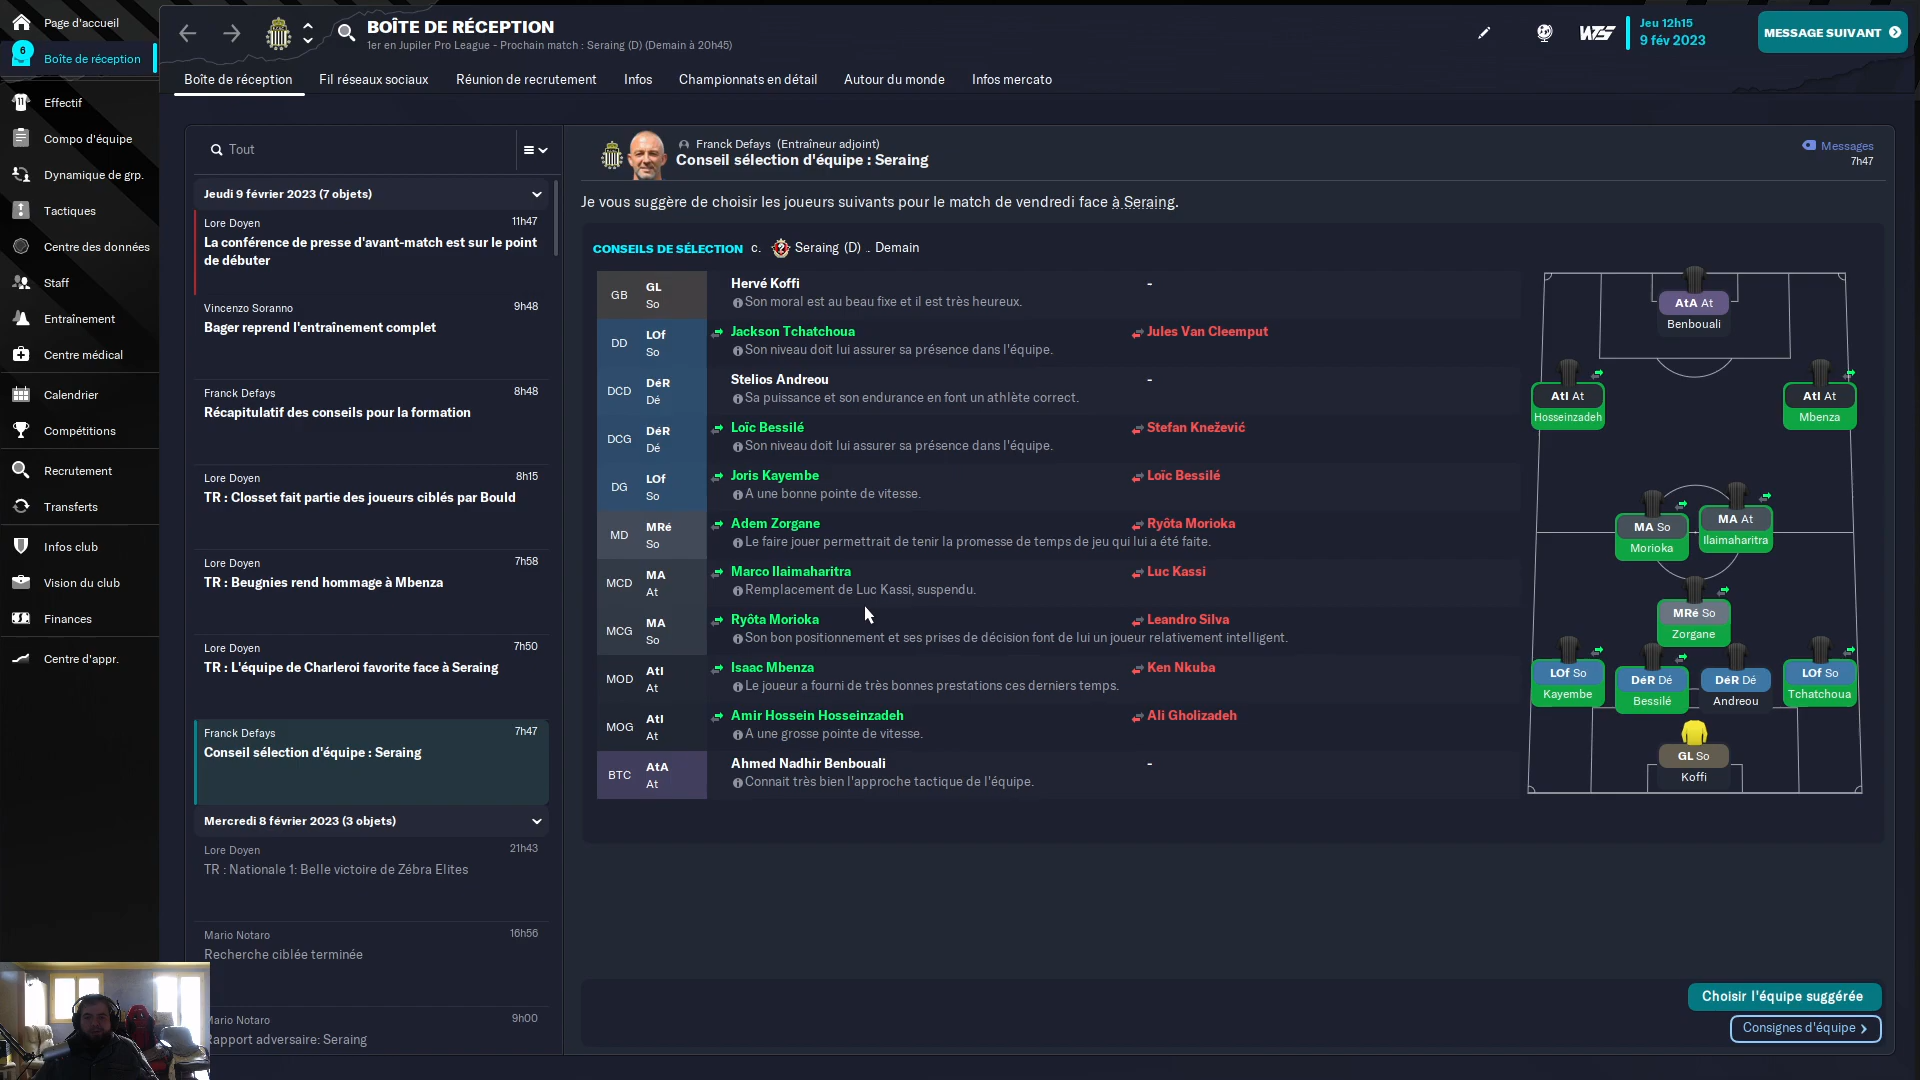 Page d'accueil
6
Boîte de réception
Effectif
Compo d'équipe
Dynamique de grp.
Tactiques
Centre des données
Staff
Entraînement
Centre médical
Calendrier
Compétitions
Recrutement
Transferts
Infos club
Vision du club
Finances
Centre d'appr.
BOÎTE DE RÉCEPTION
1er en Jupiler Pro League - Prochain match : Seraing (D) (Demain à 20h45)
Jeu 12h15
9 fév 2023
MESSAGE SUIVANT
Boîte de réception
Fil réseaux sociaux
Réunion de recrutement
Infos
Championnats en détail
Autour du monde
Infos mercato
Tout
Jeudi 9 février 2023 (7 objets)
Lore Doyen 11h47
La conférence de presse d'avant-match est sur le point
de débuter
Vincenzo Soranno 9h48
Bager reprend l'entraînement complet
Franck Defays 8h48
Récapitulatif des conseils pour la formation
Lore Doyen 8h15
TR : Closset fait partie des joueurs ciblés par Bould
Lore Doyen 7h58
TR : Beugnies rend hommage à Mbenza
Lore Doyen 7h50
TR : L'équipe de Charleroi favorite face à Seraing
Franck Defays 7h47
Conseil sélection d'équipe : Seraing
Mercredi 8 février 2023 (3 objets)
Lore Doyen 21h43
TR : Nationale 1: Belle victoire de Zébra Elites
Mario Notaro 16h56
Recherche ciblée terminée
Mario Notaro 9h00
Rapport adversaire: Seraing
Franck Defays (Entraîneur adjoint)
Conseil sélection d'équipe : Seraing
Messages
7h47
Je vous suggère de choisir les joueurs suivants pour le match de vendredi face à Seraing.
CONSEILS DE SÉLECTION c. Seraing (D) . Demain
GB GL So Hervé Koffi -
Son moral est au beau fixe et il est très heureux.
DD LOf So Jackson Tchatchoua Jules Van Cleemput
Son niveau doit lui assurer sa présence dans l'équipe.
DCD DéR Dé Stelios Andreou -
Sa puissance et son endurance en font un athlète correct.
DCG DéR Dé Loïc Bessilé Stefan Knežević
Son niveau doit lui assurer sa présence dans l'équipe.
DG LOf So Joris Kayembe Loïc Bessilé
A une bonne pointe de vitesse.
MD MRé So Adem Zorgane Ryôta Morioka
Le faire jouer permettrait de tenir la promesse de temps de jeu qui lui a été faite.
MCD MA At Marco Ilaimaharitra Luc Kassi
Remplacement de Luc Kassi, suspendu.
MCG MA So Ryôta Morioka Leandro Silva
Son bon positionnement et ses prises de décision font de lui un joueur relativement intelligent.
MOD AtI At Isaac Mbenza Ken Nkuba
Le joueur a fourni de très bonnes prestations ces derniers temps.
MOG AtI At Amir Hossein Hosseinzadeh Ali Gholizadeh
A une grosse pointe de vitesse.
BTC AtA At Ahmed Nadhir Benbouali -
Connait très bien l'approche tactique de l'équipe.
AtA At
Benbouali
AtI At
Hosseinzadeh
AtI At
Mbenza
MA So
Morioka
MA At
Ilaimaharitra
MRé So
Zorgane
LOf So
Kayembe
DéR Dé
Bessilé
DéR Dé
Andreou
LOf So
Tchatchoua
GL So
Koffi
Choisir l'équipe suggérée
Consignes d'équipe